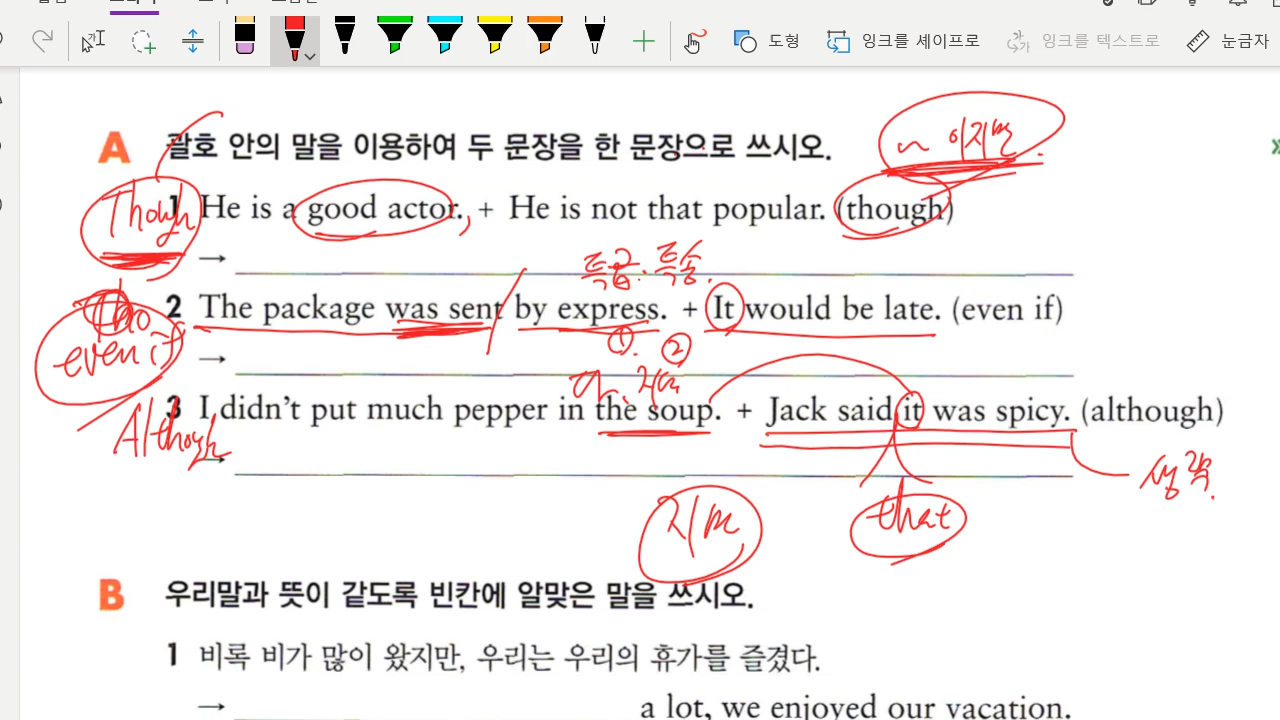 도형 잉크를 셰이프로 잉크를 텍스트로 눈금자
A 괄호 안의 말을 이용하여 두 문장을 한 문장으로 쓰시오.
~이지만
Though
1 He is a good actor. , + He is not that popular. (though)
→
특급. 특송.
tho
2 The package was sent / by express. + It would be late. (even if)
① ②
even if
→
3 I didn't put much pepper in the soup. + Jack said it was spicy. (although)
Although
→
생략.
that
B 우리말과 뜻이 같도록 빈칸에 알맞은 말을 쓰시오.
1 비록 비가 많이 왔지만, 우리는 우리의 휴가를 즐겼다.
→ a lot, we enjoyed our vacation.